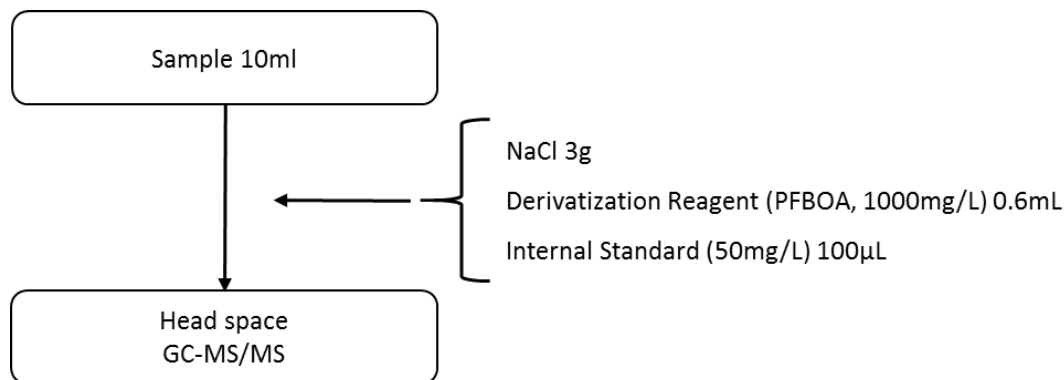 Sample 10ml
NaCl 3g
Derivatization Reagent (PFBOA, 1000mg/L) 0.6mL
Internal Standard (50mg/L) 100μL
Head space
GC-MS/MS